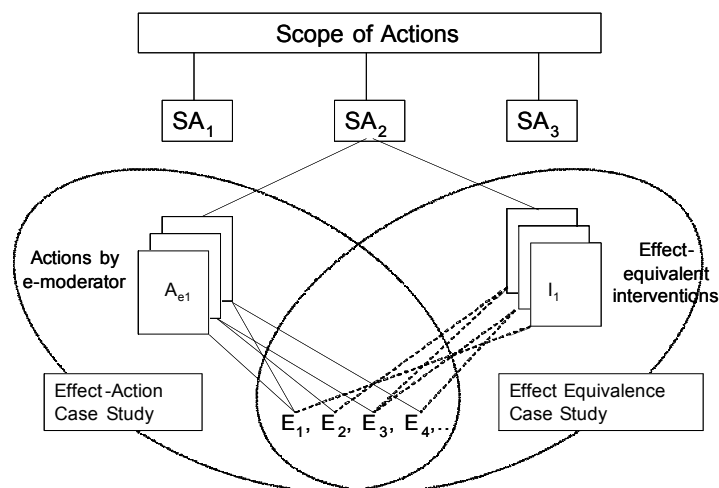 Scope of Actions
SA1
SA2
SA3
Actions by
e-moderator
Ae1
I1
Effect-
equivalent
interventions
Effect-Action
Case Study
E1, E2, E3, E4,...
Effect Equivalence
Case Study